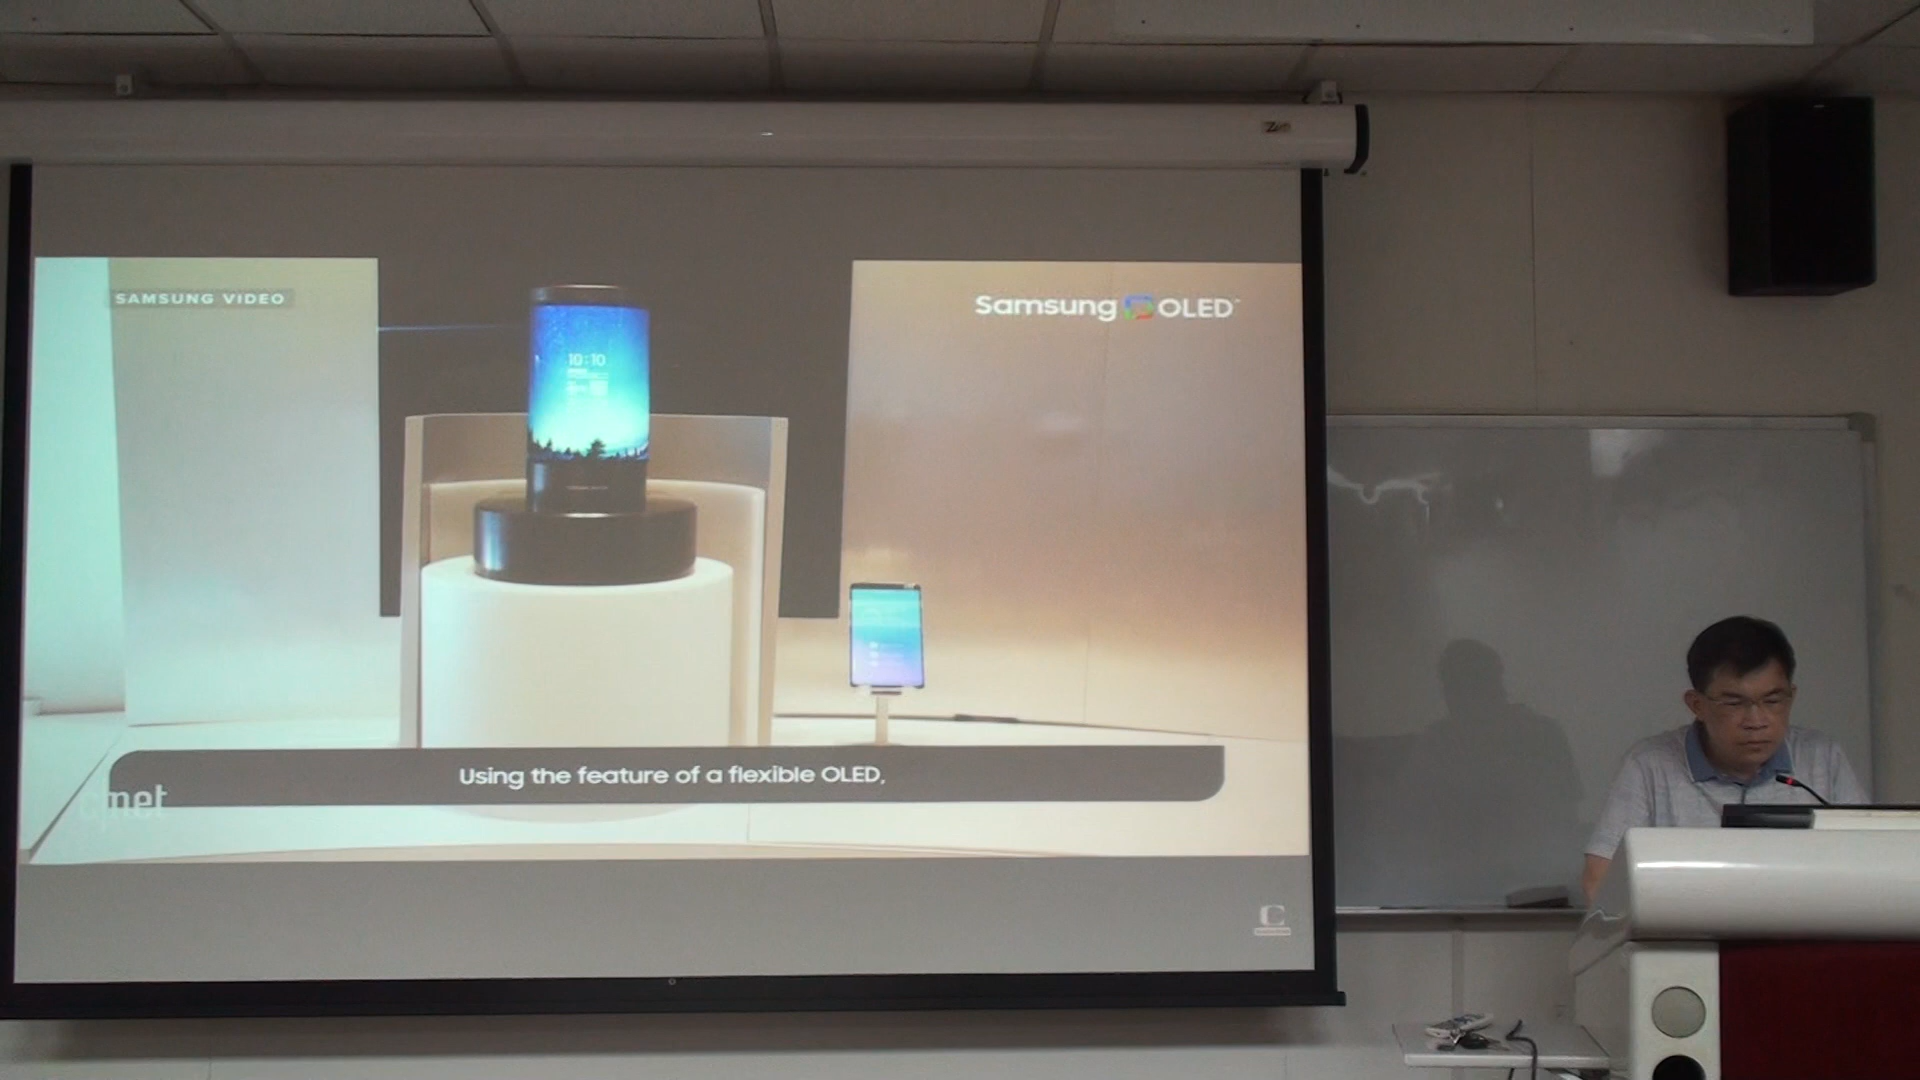 SAMSUNG VIDEO
Samsung OLED
10:10
Using the feature of a flexible OLED,
cnet
C